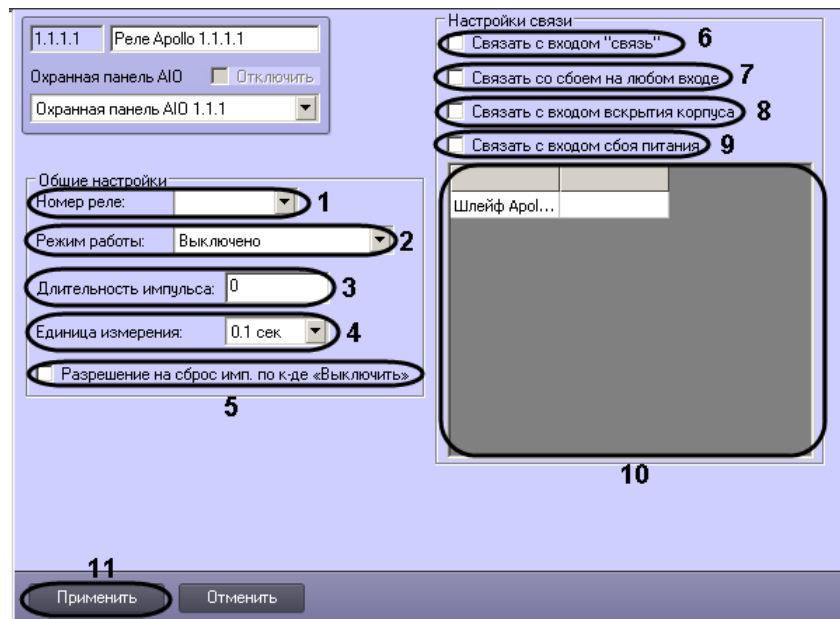 1.1.1.1 Реле Apollo 1.1.1.1
Охранная панель AIO Отключить
Охранная панель AIO 1.1.1
Общие настройки
Номер реле: 1
Режим работы: Выключено 2
Длительность импульса: 0 3
Единица измерения: 0.1 сек 4
Разрешение на сброс имп. по к-де «Выключить»
5
Настройки связи
Связать с входом "связь" 6
Связать со сбоем на любом входе 7
Связать с входом вскрытия корпуса 8
Связать с входом сбоя питания 9
Шлейф Apol...
10
11
Применить Отменить